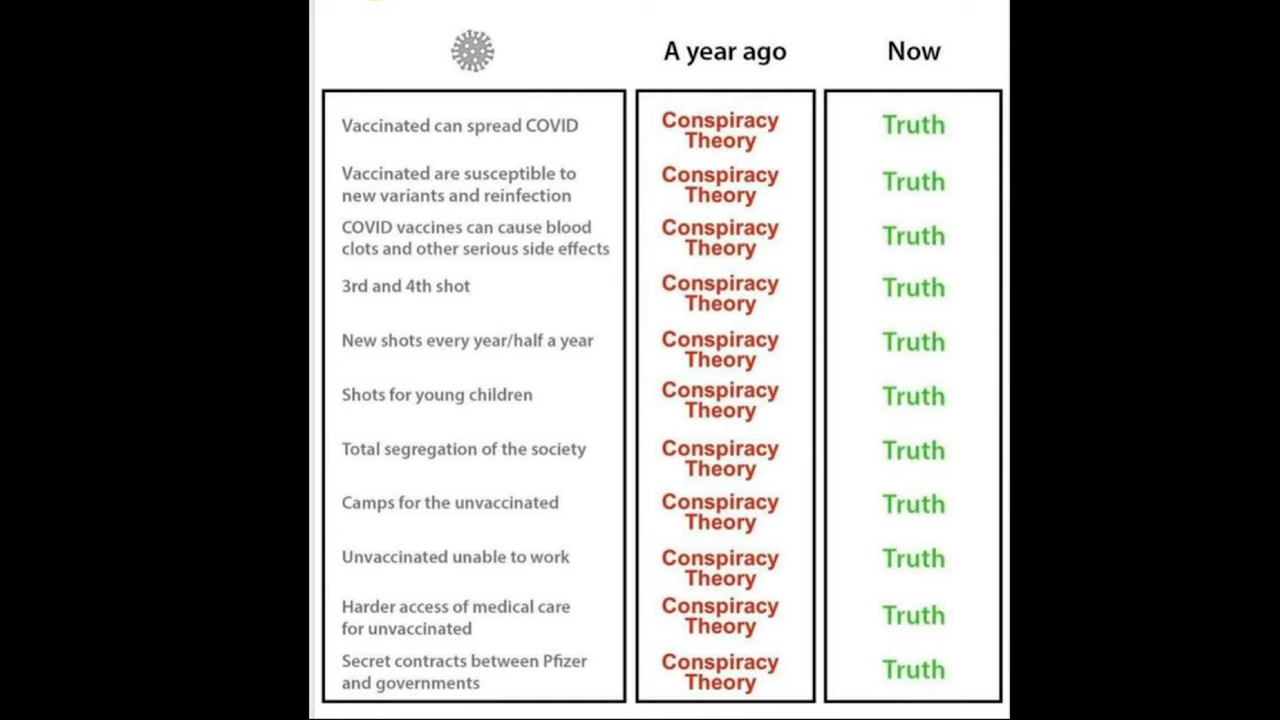 A year ago Now
Vaccinated can spread COVID
Conspiracy
Theory
Truth
Vaccinated are susceptible to
new variants and reinfection
Conspiracy
Theory
Truth
COVID vaccines can cause blood
clots and other serious side effects
Conspiracy
Theory
Truth
3rd and 4th shot
Conspiracy
Theory
Truth
New shots every year/half a year
Conspiracy
Theory
Truth
Shots for young children
Conspiracy
Theory
Truth
Total segregation of the society
Conspiracy
Theory
Truth
Camps for the unvaccinated
Conspiracy
Theory
Truth
Unvaccinated unable to work
Conspiracy
Theory
Truth
Harder access of medical care
for unvaccinated
Conspiracy
Theory
Truth
Secret contracts between Pfizer
and governments
Conspiracy
Theory
Truth